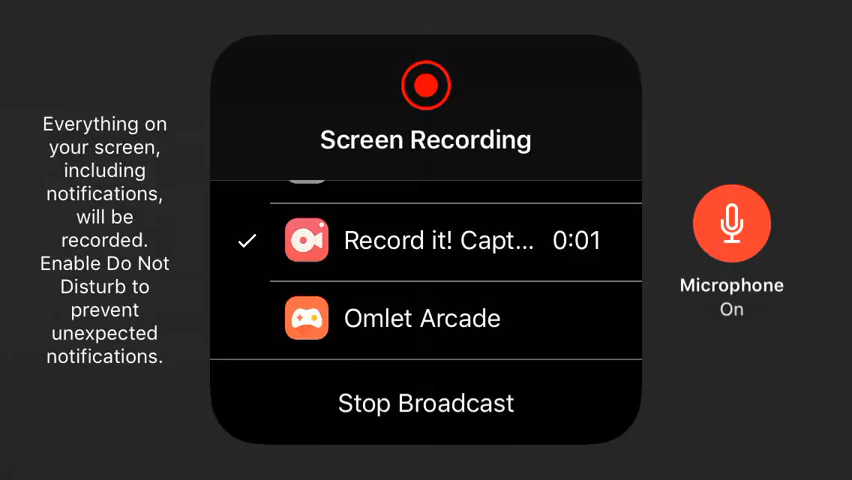 Everything on
your screen,
including
notifications,
will be
recorded.
Enable Do Not
Disturb to
prevent
unexpected
notifications.
Screen Recording
Record it! Capt... 0:01
Omlet Arcade
Stop Broadcast
Microphone
On